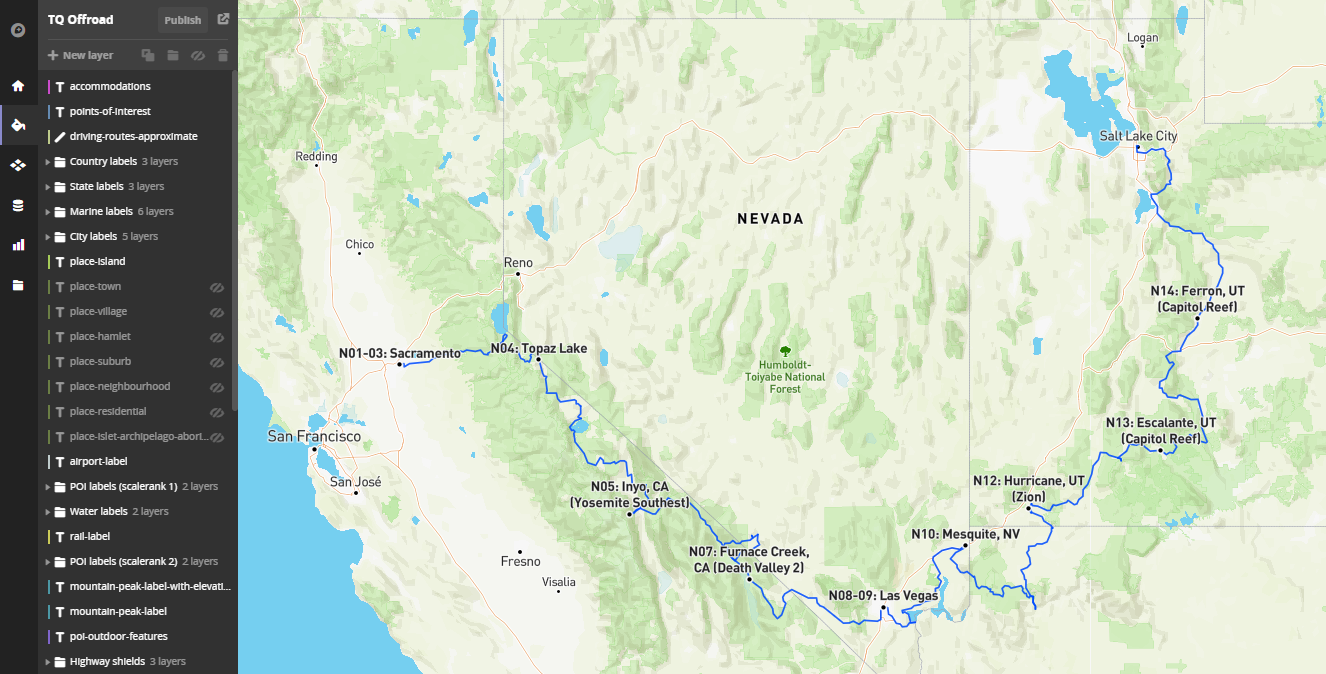 TQ Offroad
Publish
New layer
accommodations
points-of-interest
driving-routes-approximate
Country labels 3 layers
State labels 3 layers
Marine labels 6 layers
City labels 5 layers
place-island
place-town
place-village
place-hamlet
place-suburb
place-neighbourhood
place-residential
place-islet-archipelago-abori...
airport-label
POI labels (scalerank 1) 2 layers
Water labels 2 layers
rail-label
POI labels (scalerank 2) 2 layers
mountain-peak-label-with-elevati...
mountain-peak-label
poi-outdoor-features
Highway shields 3 layers
Logan
Salt Lake City
Redding
NEVADA
Chico
Reno
N14: Ferron, UT
(Capitol Reef)
N01-03: Sacramento
N04: Topaz Lake
Humboldt-
Toiyabe National
Forest
San Francisco
N13: Escalante, UT
(Capitol Reef)
San José
N05: Inyo, CA
(Yosemite Southest)
N12: Hurricane, UT
(Zion)
N10: Mesquite, NV
Fresno
N07: Furnace Creek,
CA (Death Valley 2)
Visalia
N08-09: Las Vegas